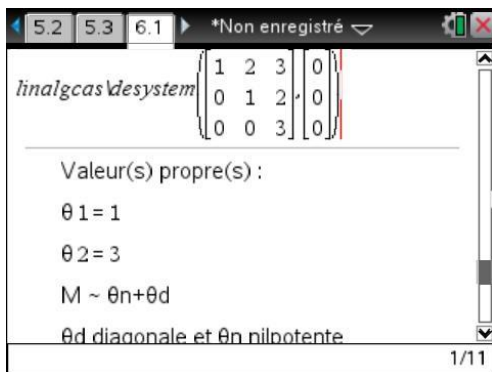 5.2 5.3 6.1 *Non enregistré
1 2 3 0
linalgcas\desystem 0 1 2 , 0
0 0 3 0
Valeur(s) propre(s) :
θ1=1
θ2=3
M ~ θn+θd
θd diagonale et θn nilpotente
1/11